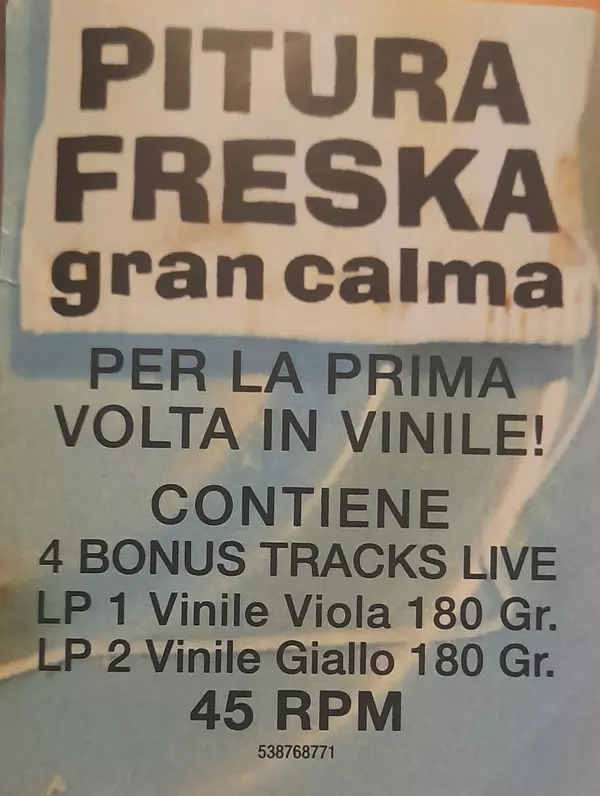 PITURA
FRESKA
gran calma
PER LA PRIMA
VOLTA IN VINILE!
CONTIENE
4 BONUS TRACKS LIVE
LP 1 Vinile Viola 180 Gr.
LP 2 Vinile Giallo 180 Gr.
45 RPM
538768771